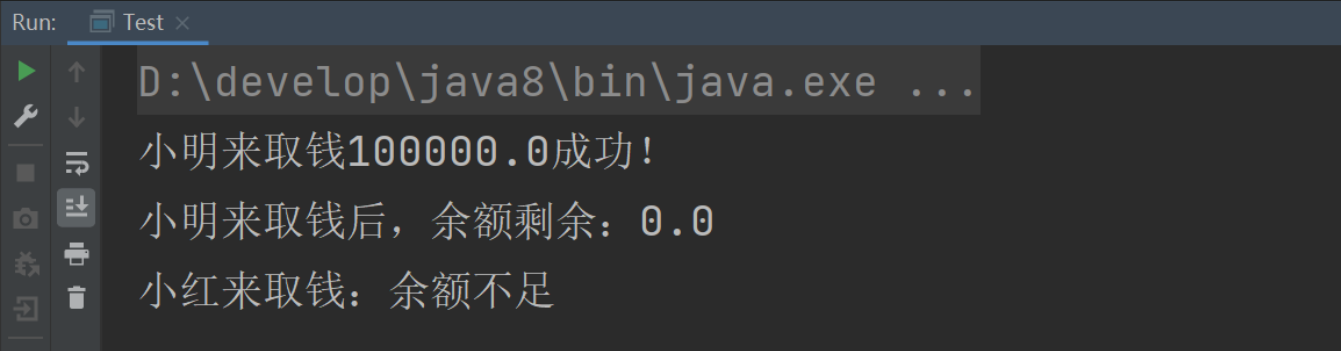 Run: Test
D:\develop\java8\bin\java.exe ...
小明来取钱100000.0成功!
小明来取钱后，余额剩余：0.0
小红来取钱：余额不足